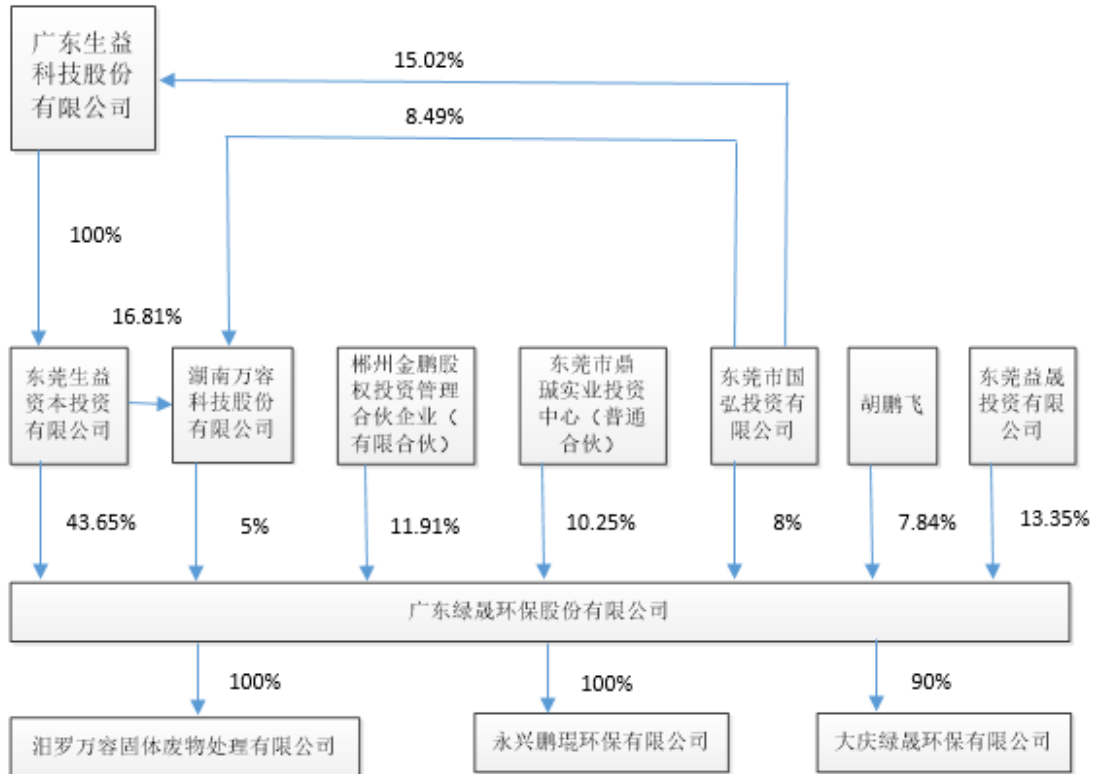 广东生益
科技股份
有限公司
15.02%
8.49%
100%
16.81%
东莞生益
资本投资
有限公司
湖南万容
科技股份
有限公司
郴州金鹏股
权投资管理
合伙企业（
有限合伙）
东莞市鼎
珹实业投资
中心（普通
合伙）
东莞市国
弘投资有
限公司
胡鹏飞
东莞益晟
投资有限
公司
43.65%
5%
11.91%
10.25%
8%
7.84%
13.35%
广东绿晟环保股份有限公司
100%
100%
90%
汨罗万容固体废物处理有限公司
永兴鹏琨环保有限公司
大庆绿晟环保有限公司